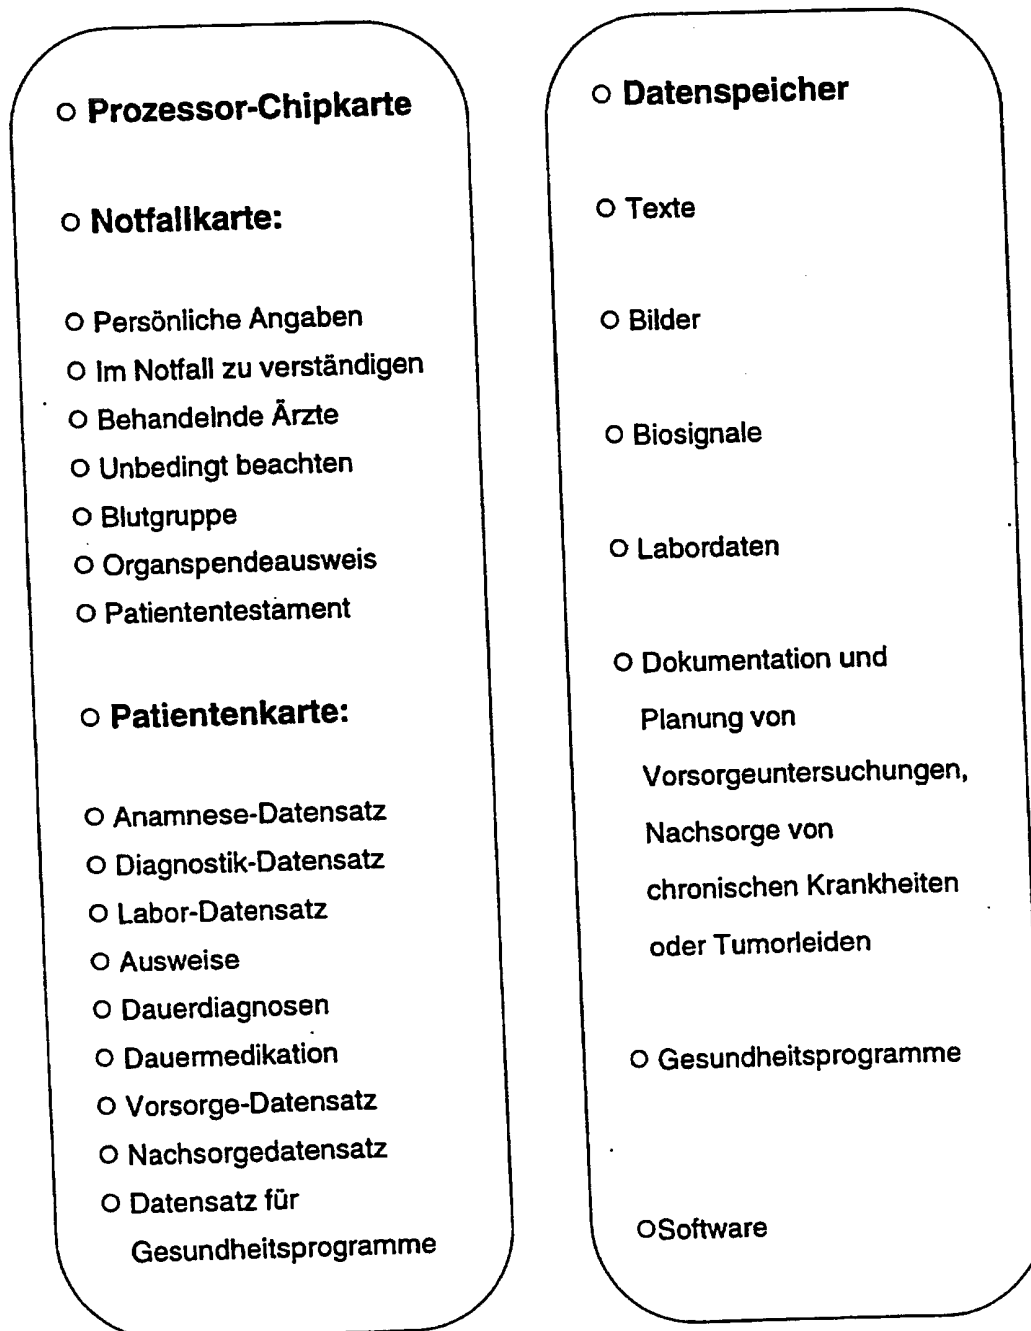 ○ Prozessor-Chipkarte
○ Notfallkarte:
○ Persönliche Angaben
○ Im Notfall zu verständigen
○ Behandelnde Ärzte
○ Unbedingt beachten
○ Blutgruppe
○ Organspendeausweis
○ Patiententestament
○ Patientenkarte:
○ Anamnese-Datensatz
○ Diagnostik-Datensatz
○ Labor-Datensatz
○ Ausweise
○ Dauerdiagnosen
○ Dauermedikation
○ Vorsorge-Datensatz
○ Nachsorgedatensatz
○ Datensatz für
Gesundheitsprogramme
○ Datenspeicher
○ Texte
○ Bilder
○ Biosignale
○ Labordaten
○ Dokumentation und
Planung von
Vorsorgeuntersuchungen,
Nachsorge von
chronischen Krankheiten
oder Tumorleiden
○ Gesundheitsprogramme
○Software